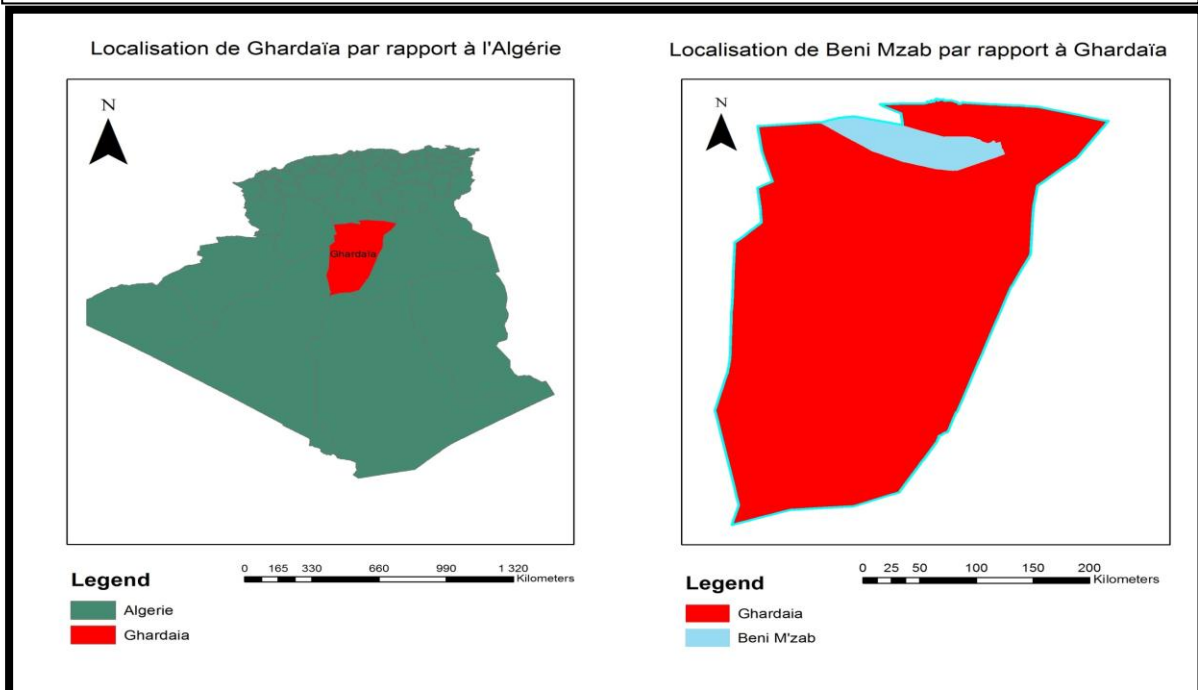 Localisation de Ghardaïa par rapport à l'Algérie
N
Ghardaïa
0 165 330 660 990 1 320
Kilometers
Legend
Algerie
Ghardaia
Localisation de Beni Mzab par rapport à Ghardaïa
N
0 25 50 100 150 200
Kilometers
Legend
Ghardaia
Beni M'zab